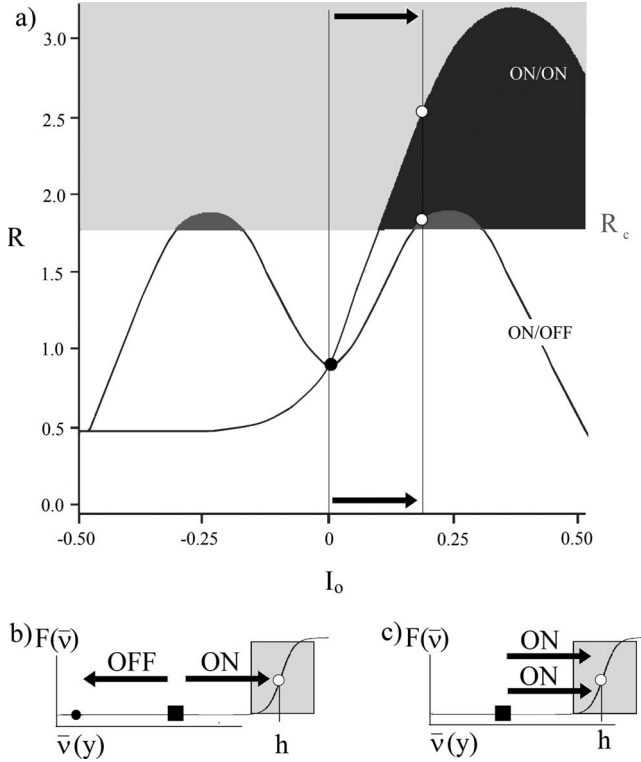 a)
3.0
ON/ON
2.5
2.0
R
R c
1.5
ON/OFF
1.0
0.5
0.0
-0.50 -0.25 0 0.25 0.50
I o
b) F(ν̄) c) F(ν̄)
OFF ON ON
ON
ν̄(y) h ν̄(y) h